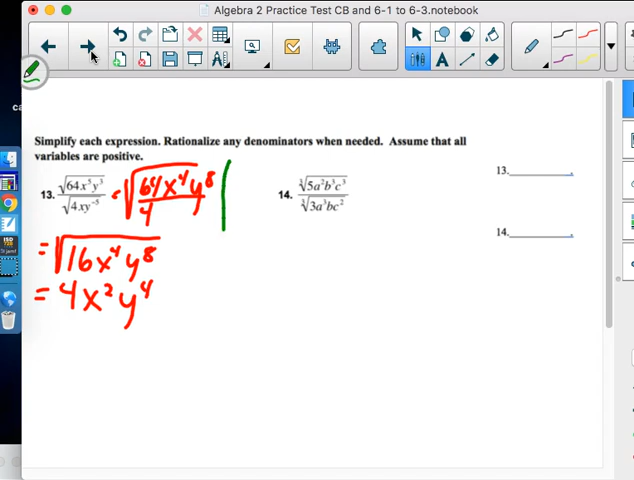 Algebra 2 Practice Test CB and 6-1 to 6-3.notebook
Simplify each expression. Rationalize any denominators when needed. Assume that all
variables are positive.
13. √64x⁵y³ / √4xy⁻⁵ = √64x⁴y⁸ / 4
14. ∛5a²b³c³ / ∛3a³bc²
= √16x⁴y⁸
= 4x²y⁴
13.
14.